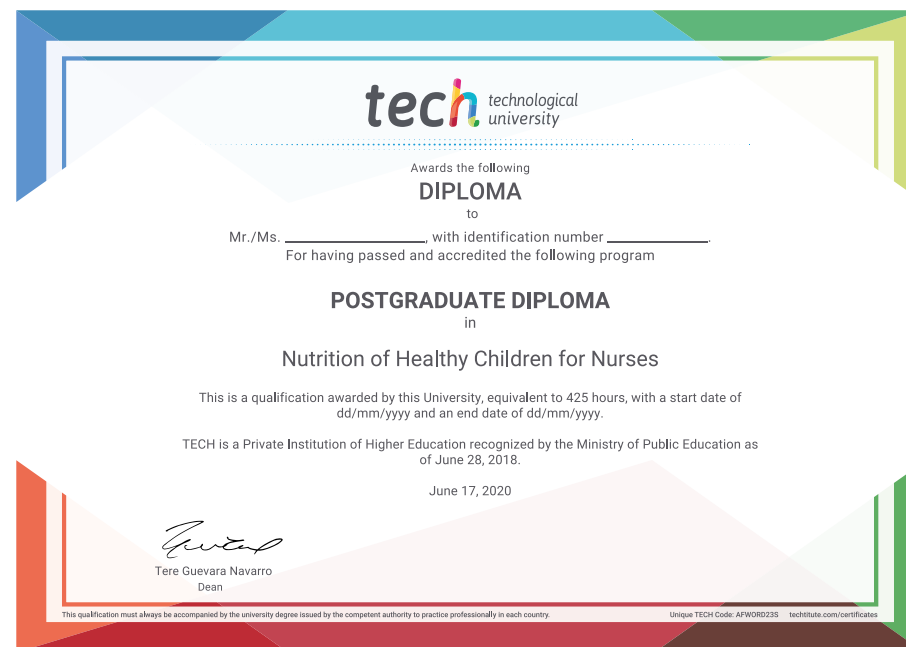 tech technological
university
Awards the following
DIPLOMA
to
Mr./Ms. ____________, with identification number ____________.
For having passed and accredited the following program
POSTGRADUATE DIPLOMA
in
Nutrition of Healthy Children for Nurses
This is a qualification awarded by this University, equivalent to 425 hours, with a start date of
dd/mm/yyyy and an end date of dd/mm/yyyy.
TECH is a Private Institution of Higher Education recognized by the Ministry of Public Education as
of June 28, 2018.
June 17, 2020
Tere Guevara Navarro
Dean
This qualification must always be accompanied by the university degree issued by the competent authority to practice professionally in each country.
Unique TECH Code: AFWORD23S techtitute.com/certificates